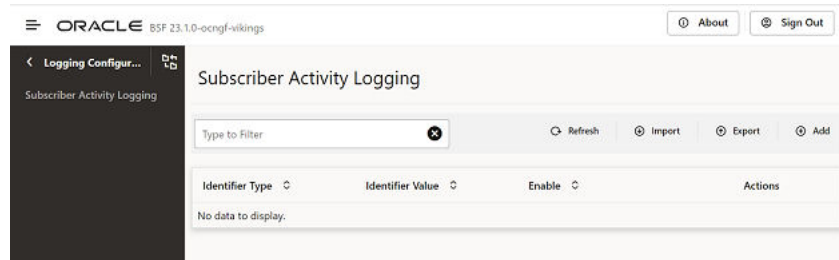 ORACLE BSF 23.1.0-ocngf-vikings
About
Sign Out
Logging Configur...
Subscriber Activity Logging
Subscriber Activity Logging
Type to Filter
Refresh
Import
Export
Add
Identifier Type
Identifier Value
Enable
Actions
No data to display.